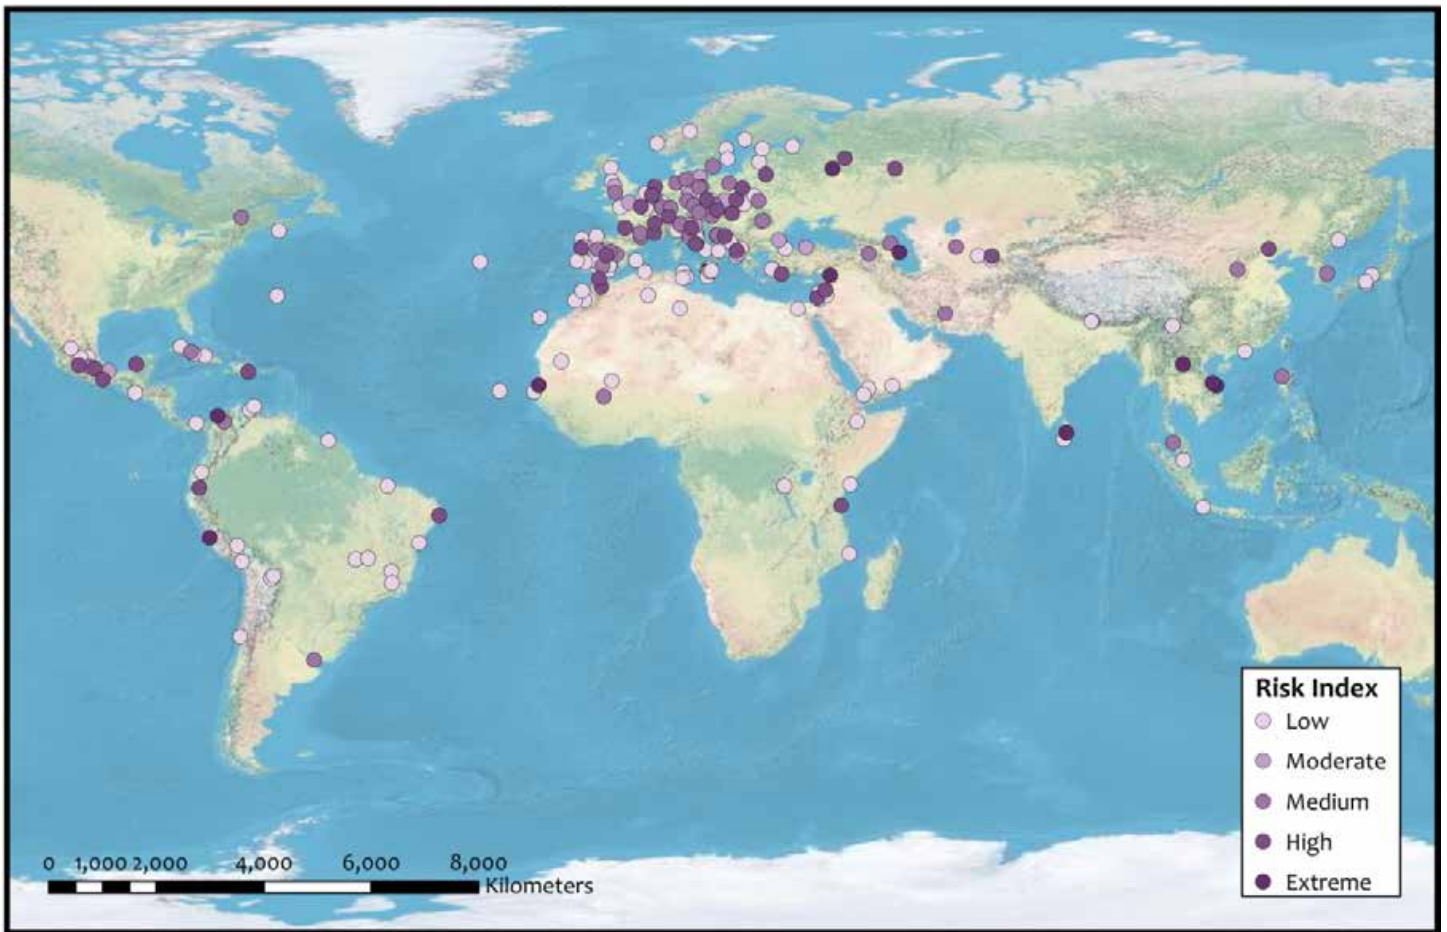 Risk Index
Low
Moderate
Medium
High
Extreme
0 1,000 2,000 4,000 6,000 8,000
Kilometers